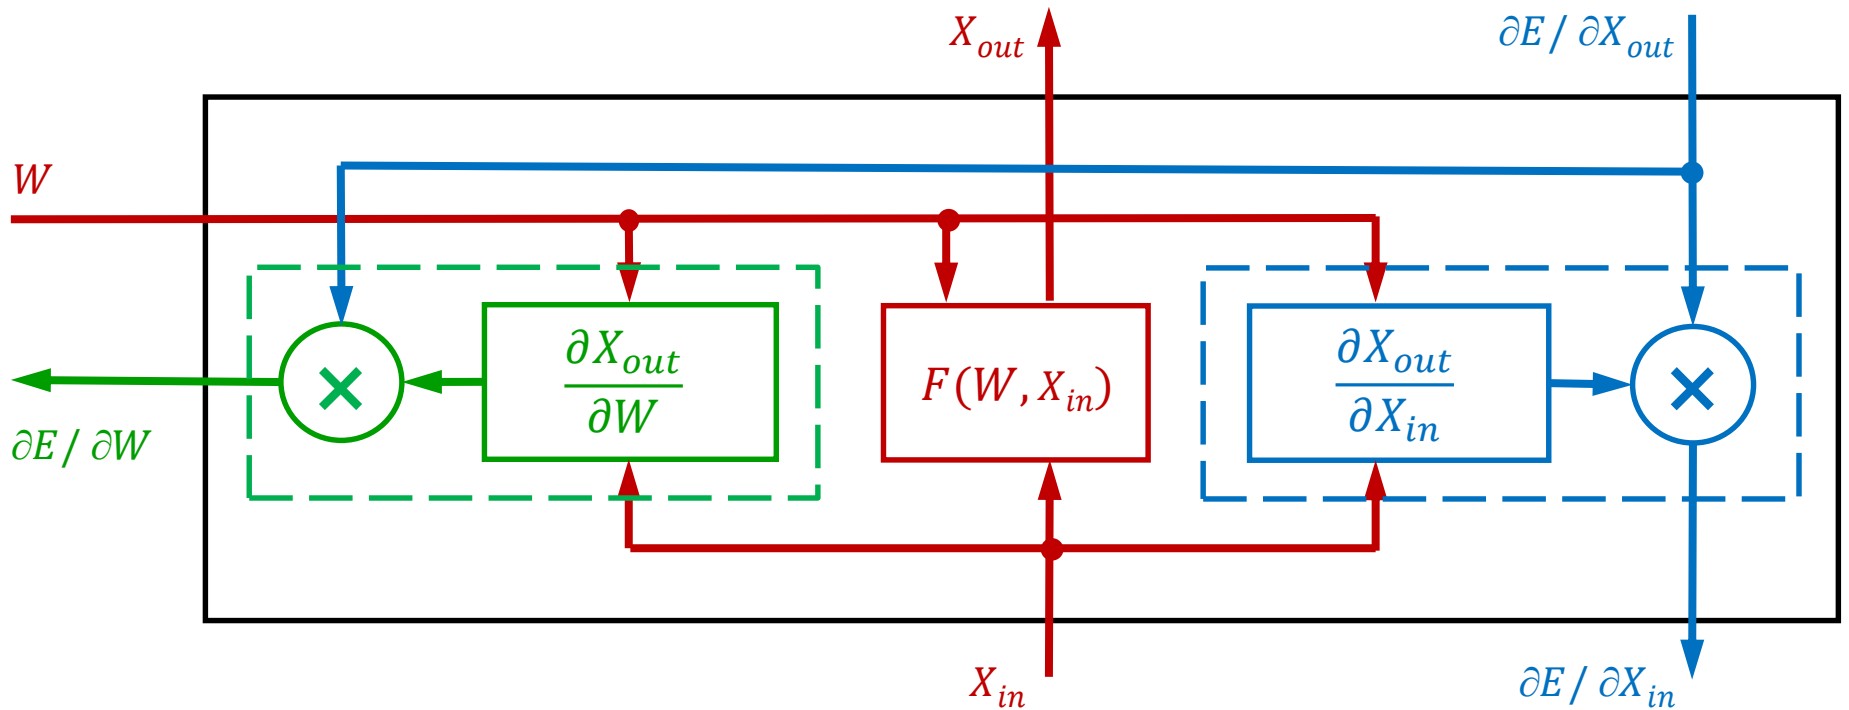 X_out
∂E / ∂X_out
W
∂X_out / ∂W
F(W, X_in)
∂X_out / ∂X_in
×
×
∂E / ∂W
X_in
∂E / ∂X_in